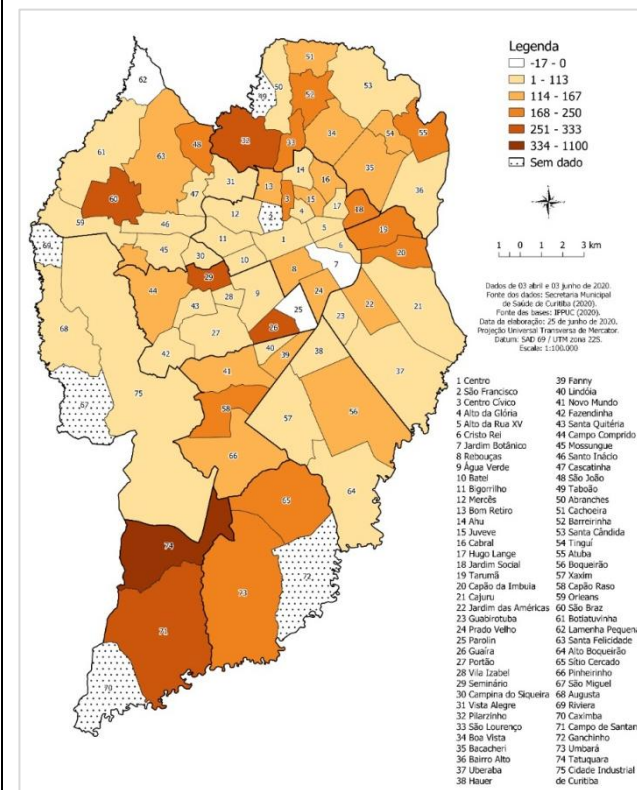 Legenda
-17 - 0
1 - 113
114 - 167
168 - 250
251 - 333
334 - 1100
Sem dado
1 0 1 2 3 km
Dados de 03 abril e 03 junho de 2020.
Fonte dos dados: Secretaria Municipal
de Saúde de Curitiba (2020).
Fonte das bases: IPPUC (2020).
Data da elaboração: 25 de junho de 2020.
Projeção Universal Transversa de Mercator.
Datum: SAD 69 / UTM zona 22S.
Escala: 1:100.000
1 Centro
2 São Francisco
3 Centro Cívico
4 Alto da Glória
5 Alto da Rua XV
6 Cristo Rei
7 Jardim Botânico
8 Rebouças
9 Água Verde
10 Batel
11 Bigorrilho
12 Mercês
13 Bom Retiro
14 Ahu
15 Juveve
16 Cabral
17 Hugo Lange
18 Jardim Social
19 Tarumã
20 Capão da Imbuia
21 Cajuru
22 Jardim das Américas
23 Guabirotuba
24 Prado Velho
25 Parolin
26 Guaíra
27 Portão
28 Vila Izabel
29 Seminário
30 Campina do Siqueira
31 Vista Alegre
32 Pilarzinho
33 São Lourenço
34 Boa Vista
35 Bacacheri
36 Bairro Alto
37 Uberaba
38 Hauer
39 Fanny
40 Lindóia
41 Novo Mundo
42 Fazendinha
43 Santa Quitéria
44 Campo Comprido
45 Mossungue
46 Santo Inácio
47 Cascatinha
48 São João
49 Taboão
50 Abranches
51 Cachoeira
52 Barreirinha
53 Santa Cândida
54 Tinguí
55 Atuba
56 Boqueirão
57 Xaxim
58 Capão Raso
59 Orleans
60 São Braz
61 Botiatuvinha
62 Lamenha Pequena
63 Santa Felicidade
64 Alto Boqueirão
65 Sítio Cercado
66 Pinheirinho
67 São Miguel
68 Augusta
69 Riviera
70 Caximba
71 Campo de Santan
72 Ganchinho
73 Umbará
74 Tatuquara
75 Cidade Industrial
de Curitiba